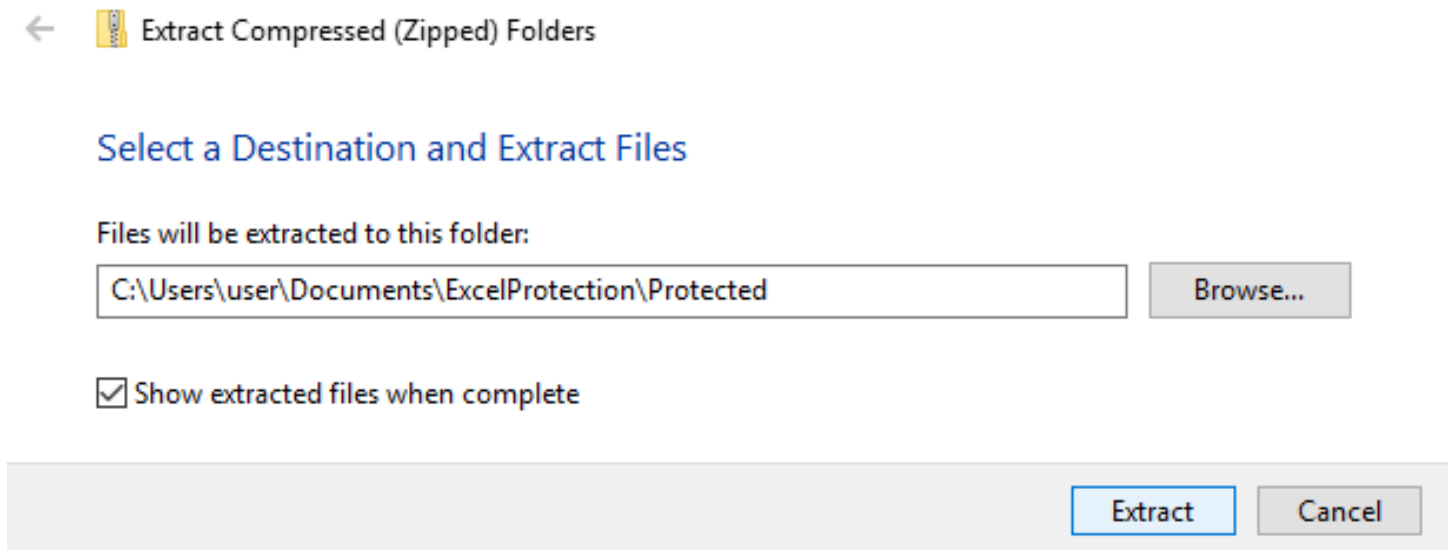 Extract Compressed (Zipped) Folders
Select a Destination and Extract Files
Files will be extracted to this folder:
C:\Users\user\Documents\ExcelProtection\Protected
Browse...
Show extracted files when complete
Extract
Cancel